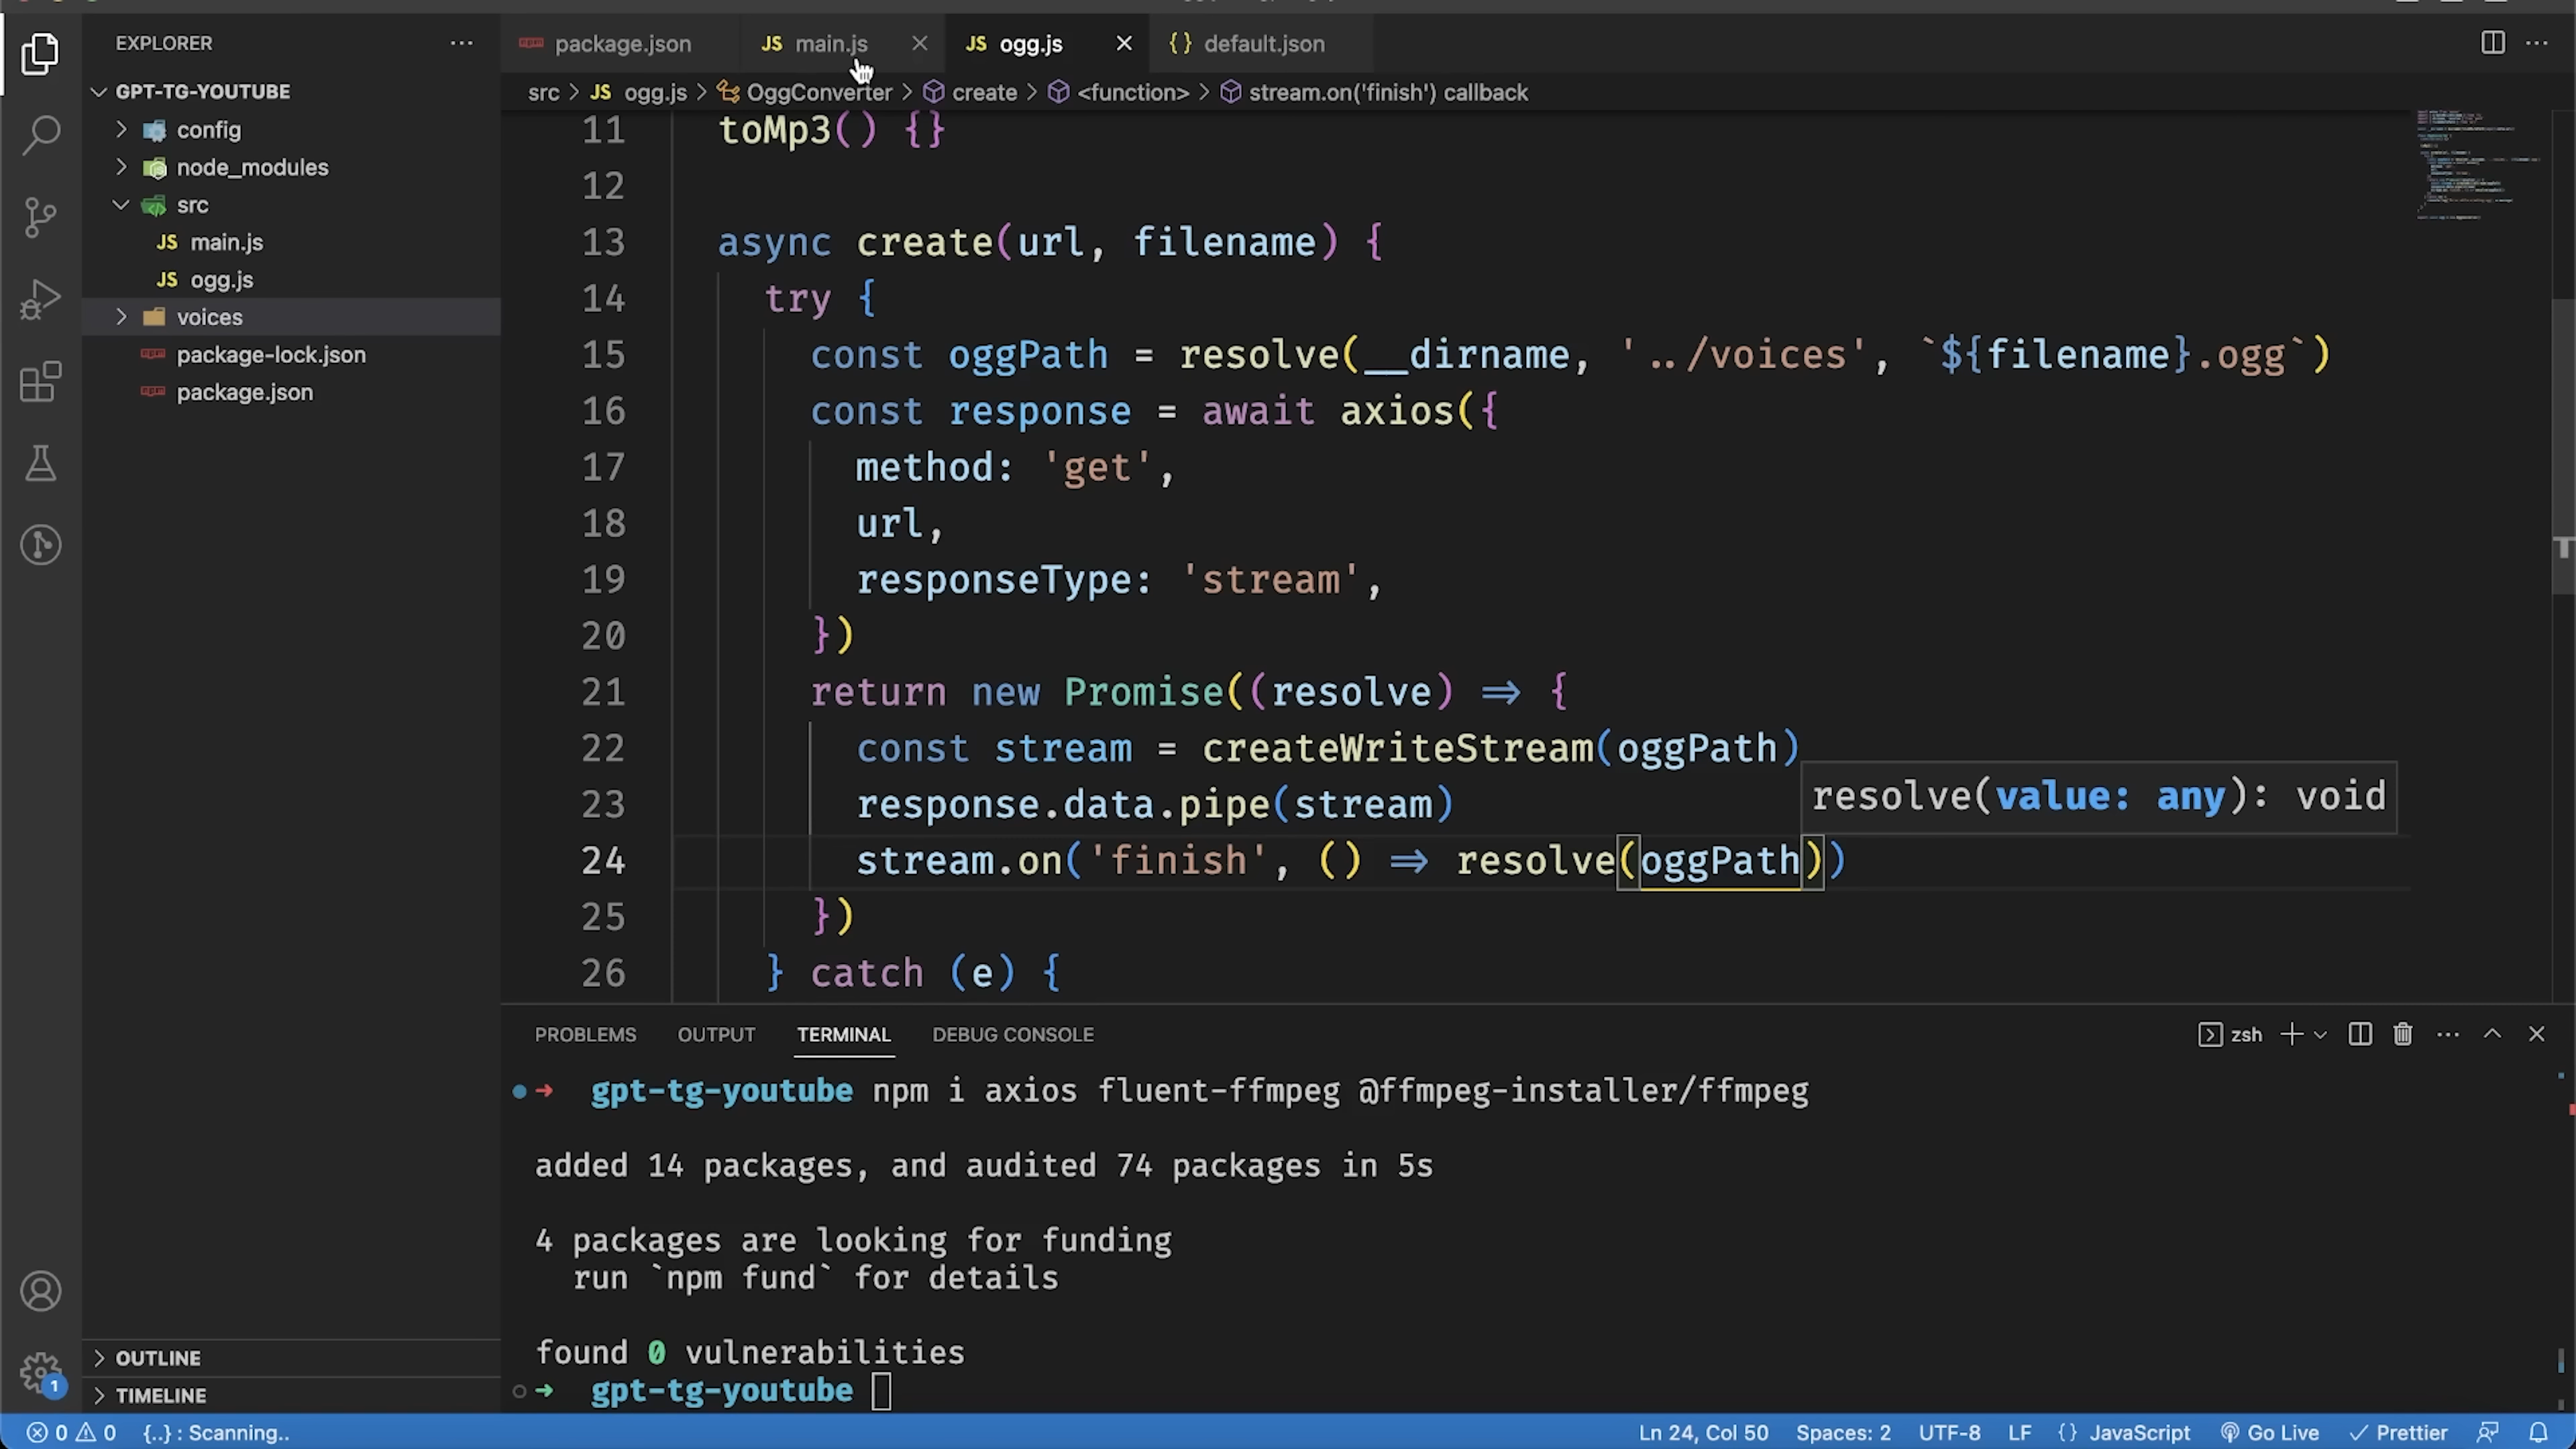 EXPLORER
GPT-TG-YOUTUBE
config
node_modules
src
JS main.js
JS ogg.js
voices
package-lock.json
package.json
OUTLINE
TIMELINE
package.json
JS main.js
JS ogg.js
{} default.json
src > JS ogg.js > OggConverter > create > <function> > stream.on('finish') callback
11 toMp3() {}
12
13 async create(url, filename) {
14 try {
15 const oggPath = resolve(__dirname, '../voices', `${filename}.ogg`)
16 const response = await axios({
17 method: 'get',
18 url,
19 responseType: 'stream',
20 })
21 return new Promise((resolve) => {
22 const stream = createWriteStream(oggPath)
23 response.data.pipe(stream)
resolve(value: any): void
24 stream.on('finish', () => resolve(oggPath))
25 })
26 } catch (e) {
PROBLEMS OUTPUT TERMINAL DEBUG CONSOLE
zsh
➜ gpt-tg-youtube npm i axios fluent-ffmpeg @ffmpeg-installer/ffmpeg
added 14 packages, and audited 74 packages in 5s
4 packages are looking for funding
run `npm fund` for details
found 0 vulnerabilities
➜ gpt-tg-youtube
1
0 0 {..} : Scanning..
Ln 24, Col 50 Spaces: 2 UTF-8 LF {} JavaScript Go Live Prettier